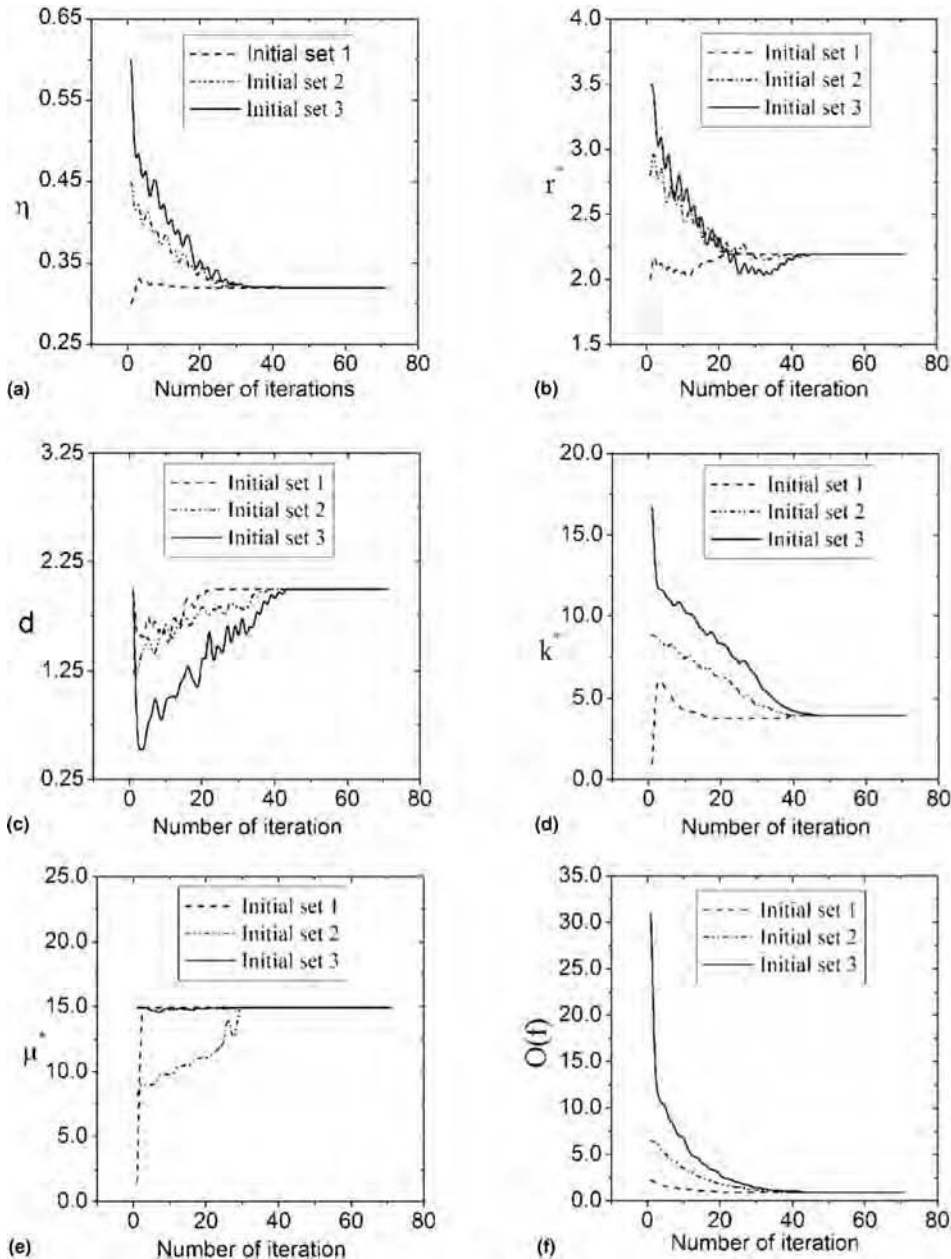 0.65
0.55
0.45
0.35
0.25
η
Initial set 1
Initial set 2
Initial set 3
0 20 40 60 80
(a) Number of iterations
4.0
3.5
3.0
2.5
2.0
1.5
r*
Initial set 1
Initial set 2
Initial set 3
0 20 40 60 80
(b) Number of iteration
3.25
2.25
1.25
0.25
d
Initial set 1
Initial set 2
Initial set 3
0 20 40 60 80
(c) Number of iteration
20.0
15.0
10.0
5.0
0.0
k*
Initial set 1
Initial set 2
Initial set 3
0 20 40 60 80
(d) Number of iteration
25.0
20.0
15.0
10.0
5.0
0.0
μ*
Initial set 1
Initial set 2
Initial set 3
0 20 40 60 80
(e) Number of iteration
35.0
30.0
25.0
20.0
15.0
10.0
5.0
0.0
O(f)
Initial set 1
Initial set 2
Initial set 3
0 20 40 60 80
(f) Number of iteration